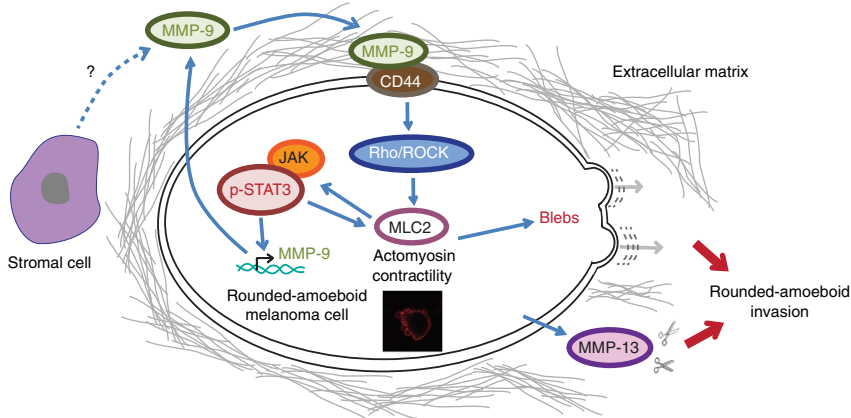 MMP-9
MMP-9
?
Extracellular matrix
CD44
JAK
Rho/ROCK
p-STAT3
Blebs
MLC2
Stromal cell
MMP-9
Actomyosin
contractility
Rounded-amoeboid
melanoma cell
Rounded-amoeboid
invasion
MMP-13